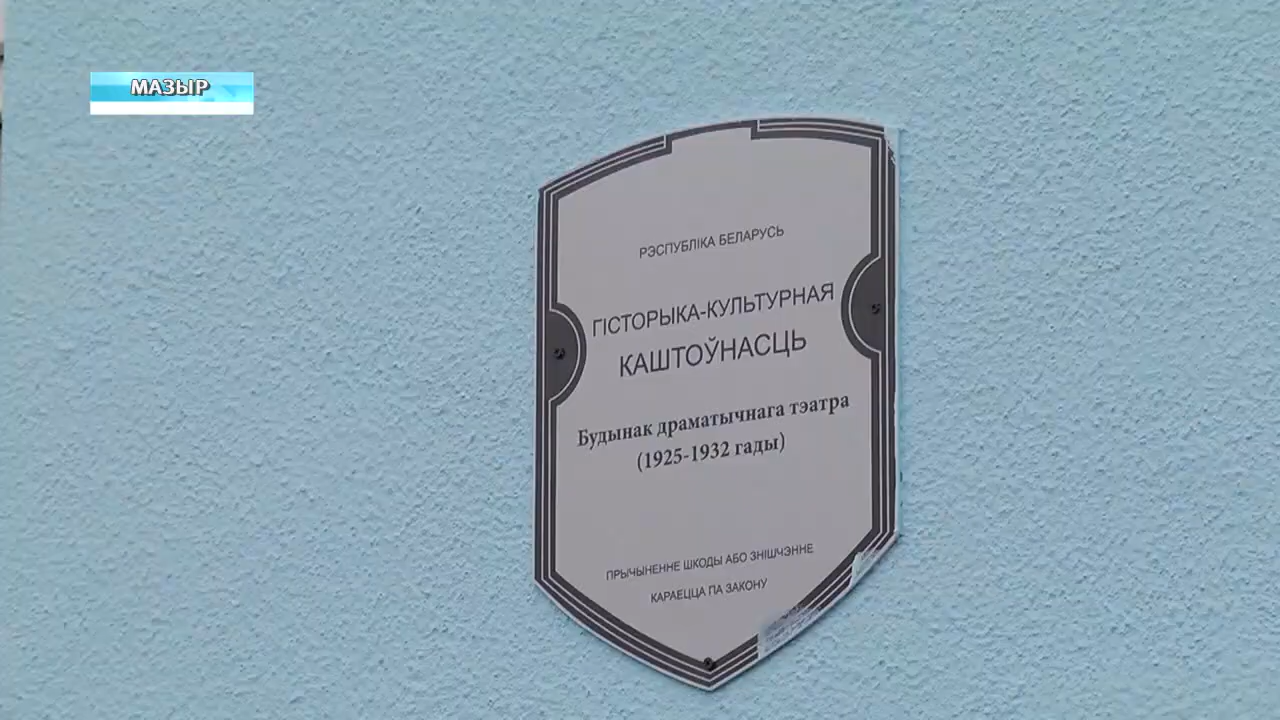 МАЗЫР
РЭСПУБЛІКА БЕЛАРУСЬ
ГІСТОРЫКА-КУЛЬТУРНАЯ
КАШТОЎНАСЦЬ
Будынак драматычнага тэатра
(1925-1932 гады)
ПРЫЧЫНЕННЕ ШКОДЫ АБО ЗНІШЧЭННЕ
КАРАЕЦЦА ПА ЗАКОНУ